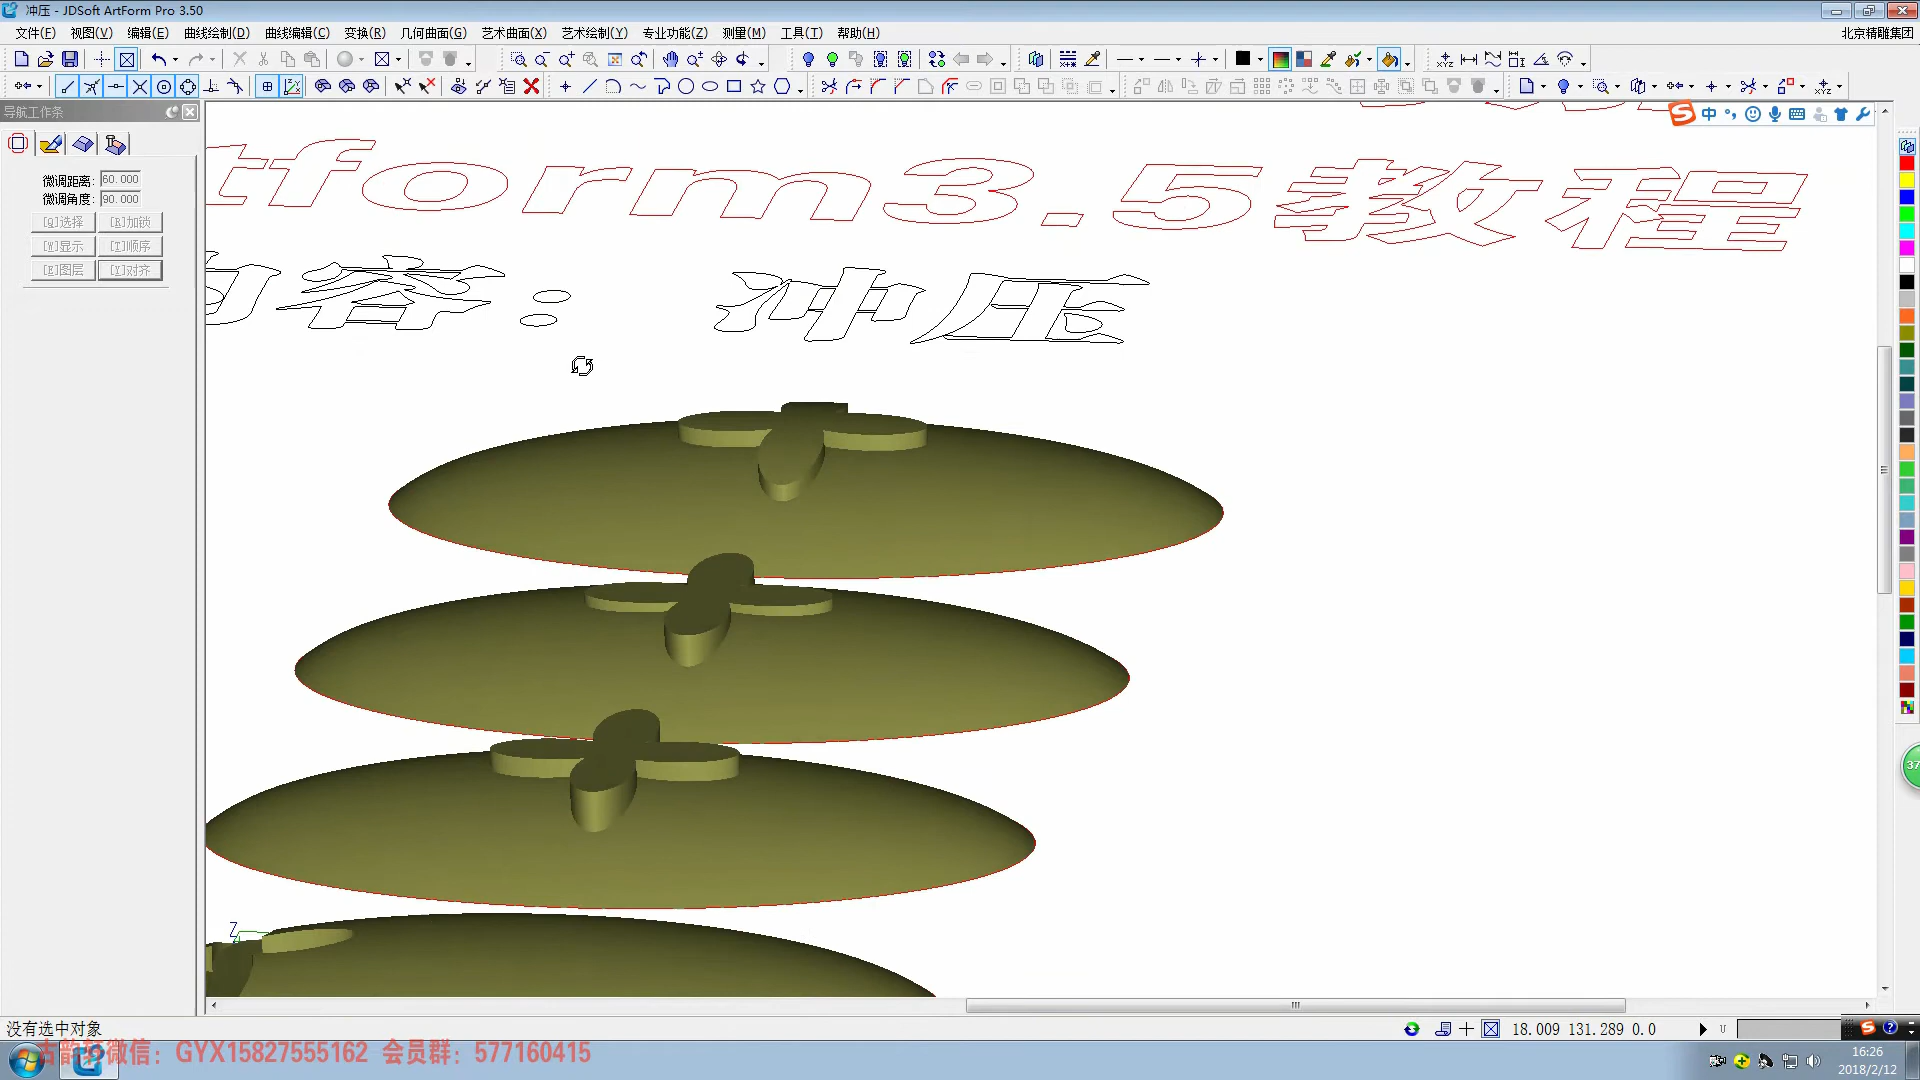 冲压 - JDSoft ArtForm Pro 3.50
文件(F) 视图(V) 编辑(E) 曲线绘制(D) 曲线编辑(C) 变换(R) 几何曲面(G) 艺术曲面(X) 艺术绘制(Y) 专业功能(Z) 测量(M) 工具(T) 帮助(H) 北京精雕集团
导航工作条
中
微调距离: 60.000
微调角度: 90.000
[Q]选择 [R]加锁
[W]显示 [T]顺序
[E]图层 [Y]对齐
tform3.5教程
内容：冲压
Z
37
没有选中对象
18.009 131.289 0.0
古韵轩微信：GYX15827555162 会员群：577160415
16:26
2018/2/12